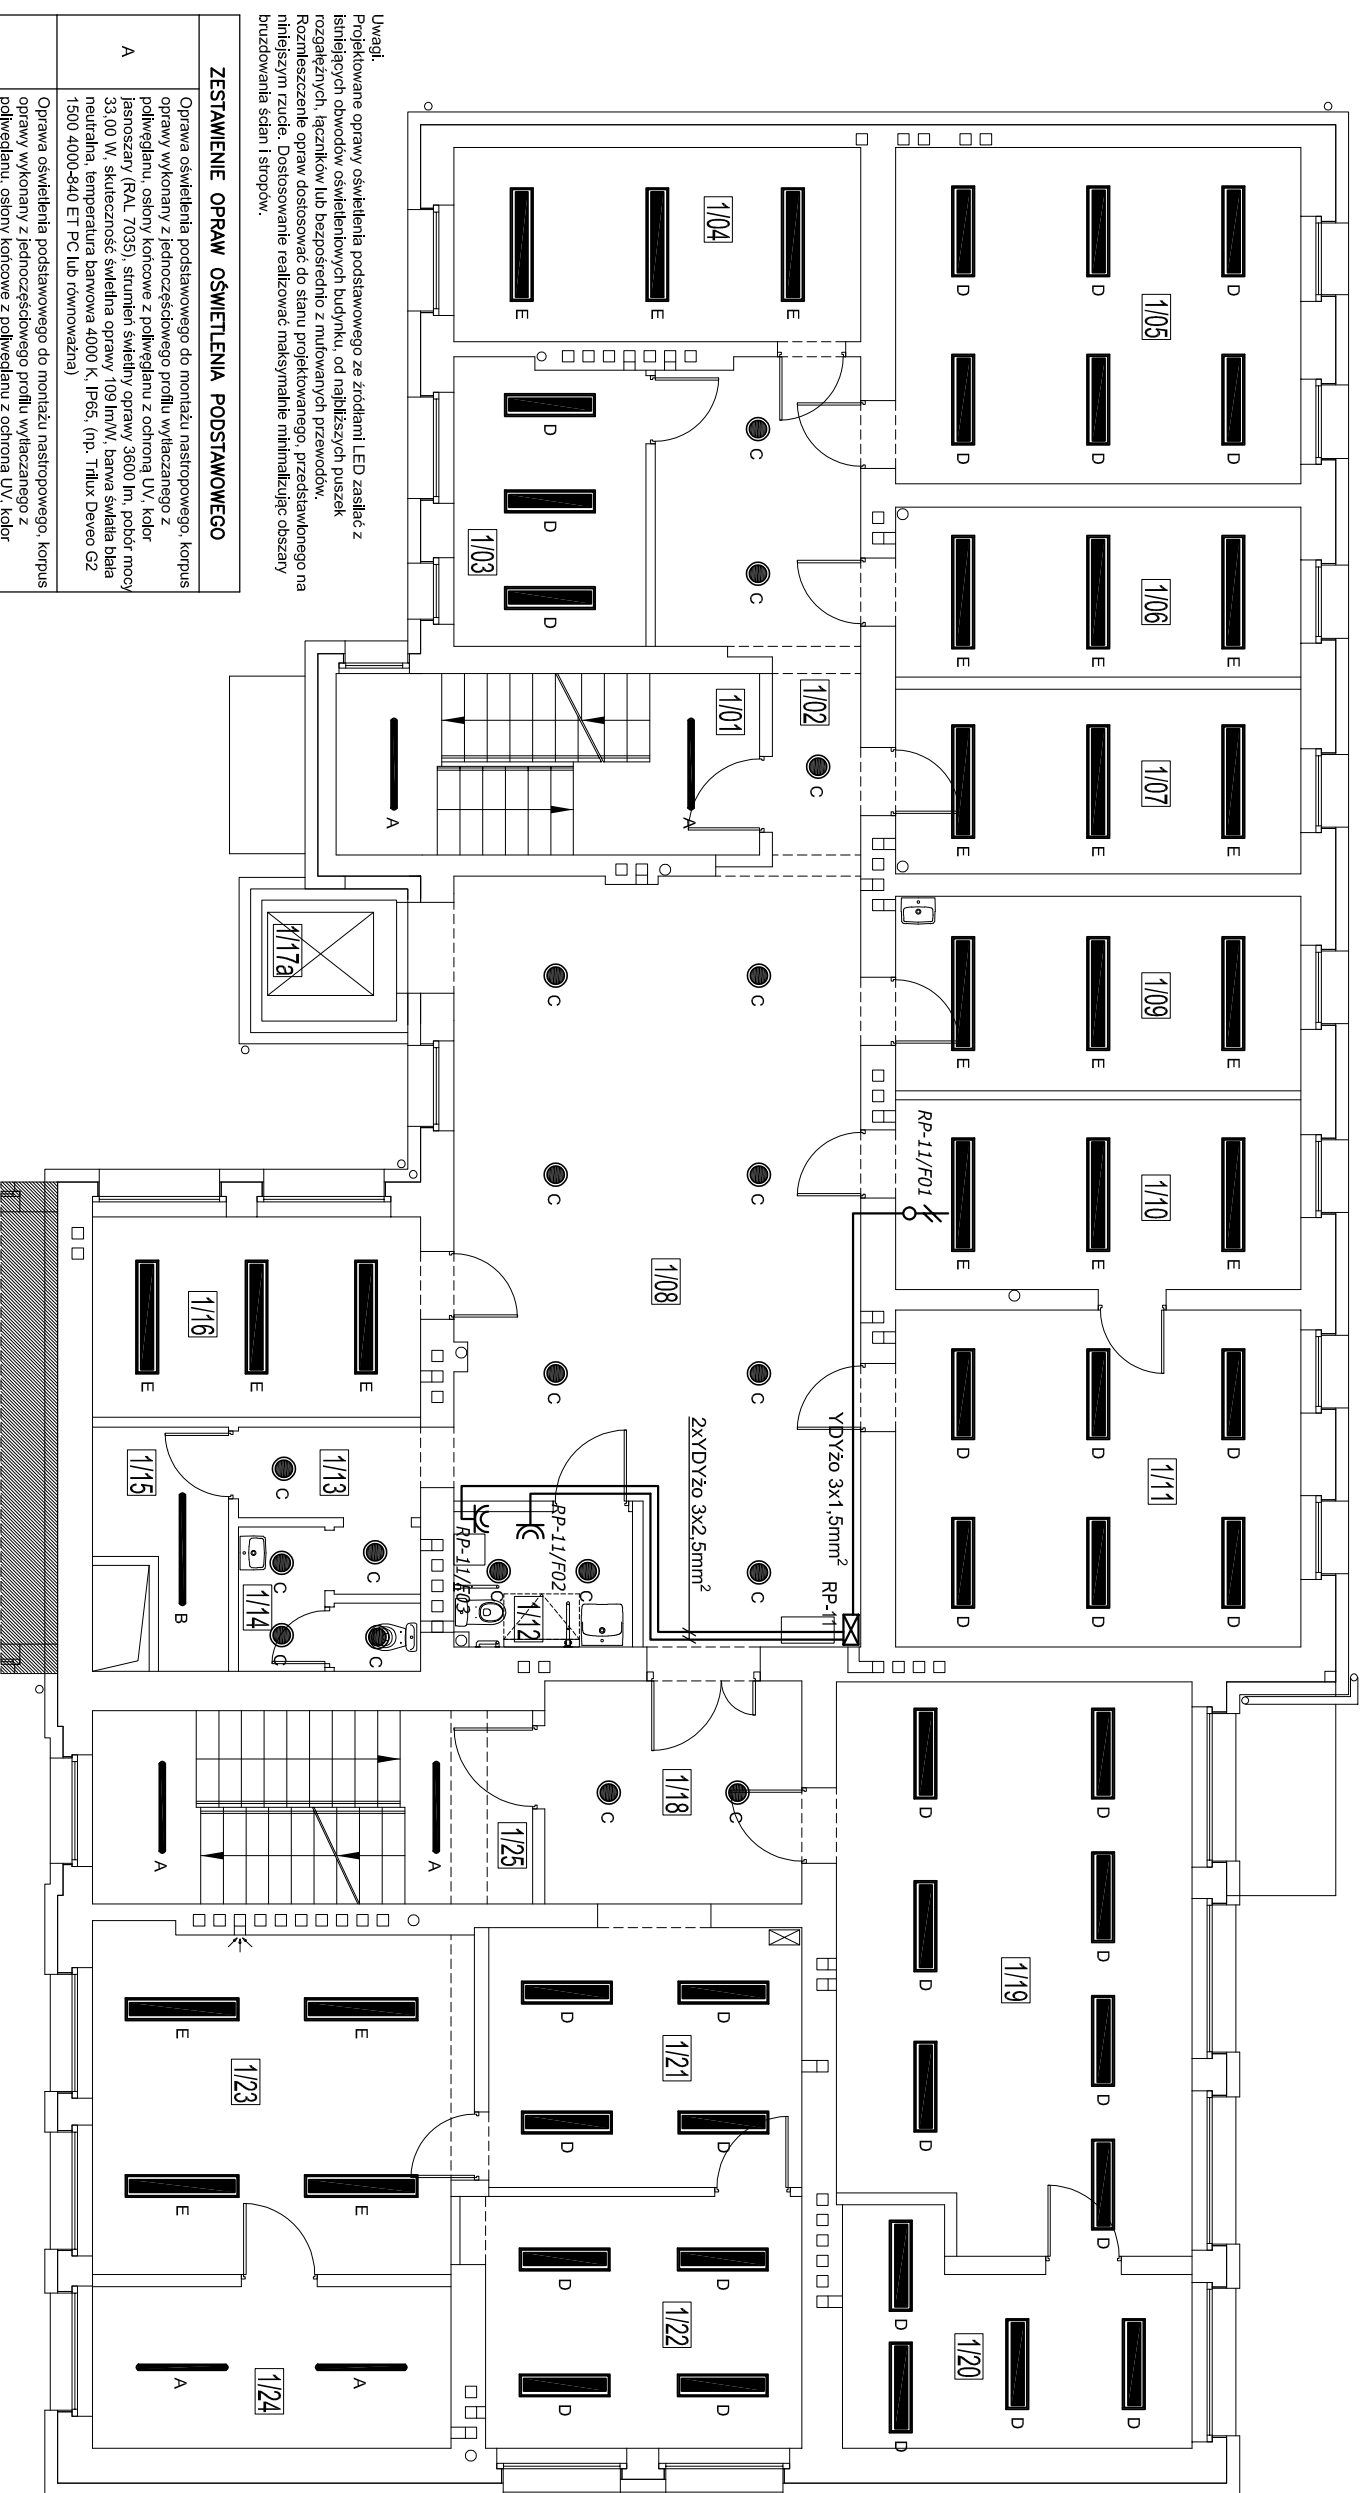 Uwagi.
Projektowane oprawy oświetlenia podstawowego ze źródłami LED zasilać z
istniejących obwodów oświetleniowych budynku, od najbliższych puszek
rozgałęźnych, łączników lub bezpośrednio z mufowanych przewodów.
Rozmieszczenie opraw dostosować do stanu projektowanego, przedstawionego na
niniejszym rzucie. Dostosowanie realizować maksymalnie minimalizując obszary
bruzdowania ścian i stropów.
ZESTAWIENIE OPRAW OŚWIETLENIA PODSTAWOWEGO
A
Oprawa oświetlenia podstawowego do montażu nastropowego, korpus
oprawy wykonany z jednoczęściowego profilu wytłaczanego z
poliwęglanu, osłony końcowe z poliwęglanu z ochroną UV, kolor
jasnoszary (RAL 7035), strumień świetlny oprawy 3600 lm, pobór mocy
33,00 W, skuteczność świetlna oprawy 109 lm/W, barwa światła biała
neutralna, temperatura barwowa 4000 K, IP65, (np. Trilux Deveo G2
1500 4000-840 ET PC lub równoważna)
Oprawa oświetlenia podstawowego do montażu nastropowego, korpus
oprawy wykonany z jednoczęściowego profilu wytłaczanego z
poliwęglanu, osłony końcowe z poliwęglanu z ochroną UV, kolor
1/05
D
D
D
D
D
D
1/04
E
E
E
1/03
D
D
D
1/02
C
C
C
1/01
A
A
1/06
E
E
E
1/07
E
E
E
1/09
E
E
E
1/10
E
E
E
RP-11/F01
1/11
D
D
D
D
D
D
1/17a
1/08
C
C
C
C
C
C
C
YDYżo 3x1,5mm²
RP-11
2xYDYżo 3x2,5mm²
RP-11/F02
RP-11/F03
1/12
C
C
1/16
E
E
E
1/13
C
C
1/14
C
C
C
1/15
B
1/18
C
C
1/25
A
A
1/19
D
D
D
D
D
D
D
1/20
D
D
D
D
1/21
D
D
D
D
1/22
D
D
D
D
1/23
E
E
E
E
1/24
A
A